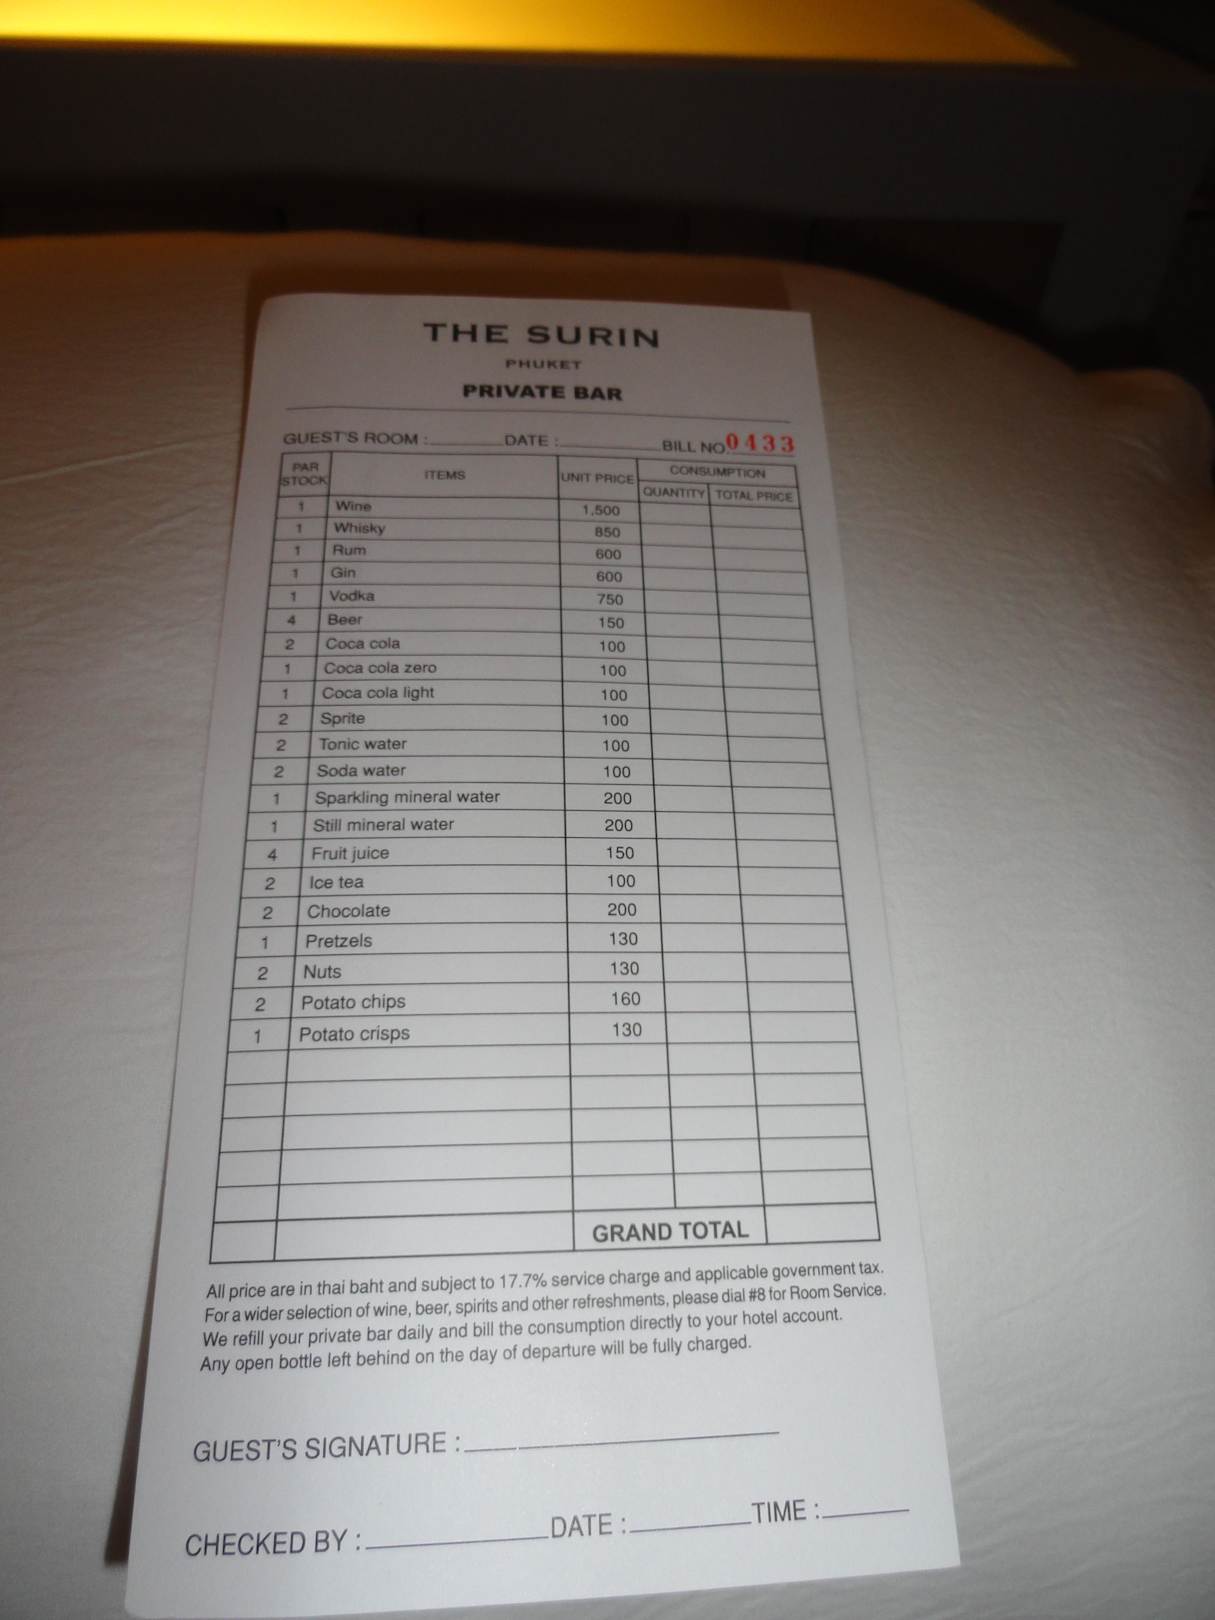 THE SURIN
PHUKET
PRIVATE BAR
GUEST'S ROOM : DATE : BILL NO. 0433
PAR STOCK ITEMS UNIT PRICE CONSUMPTION
QUANTITY TOTAL PRICE
1 Wine 1,500
1 Whisky 850
1 Rum 600
1 Gin 600
1 Vodka 750
4 Beer 150
2 Coca cola 100
1 Coca cola zero 100
1 Coca cola light 100
2 Sprite 100
2 Tonic water 100
2 Soda water 100
1 Sparkling mineral water 200
1 Still mineral water 200
4 Fruit juice 150
2 Ice tea 100
2 Chocolate 200
1 Pretzels 130
2 Nuts 130
2 Potato chips 160
1 Potato crisps 130
GRAND TOTAL
All price are in thai baht and subject to 17.7% service charge and applicable government tax.
For a wider selection of wine, beer, spirits and other refreshments, please dial #8 for Room Service.
We refill your private bar daily and bill the consumption directly to your hotel account.
Any open bottle left behind on the day of departure will be fully charged.
GUEST'S SIGNATURE :
CHECKED BY : DATE : TIME :